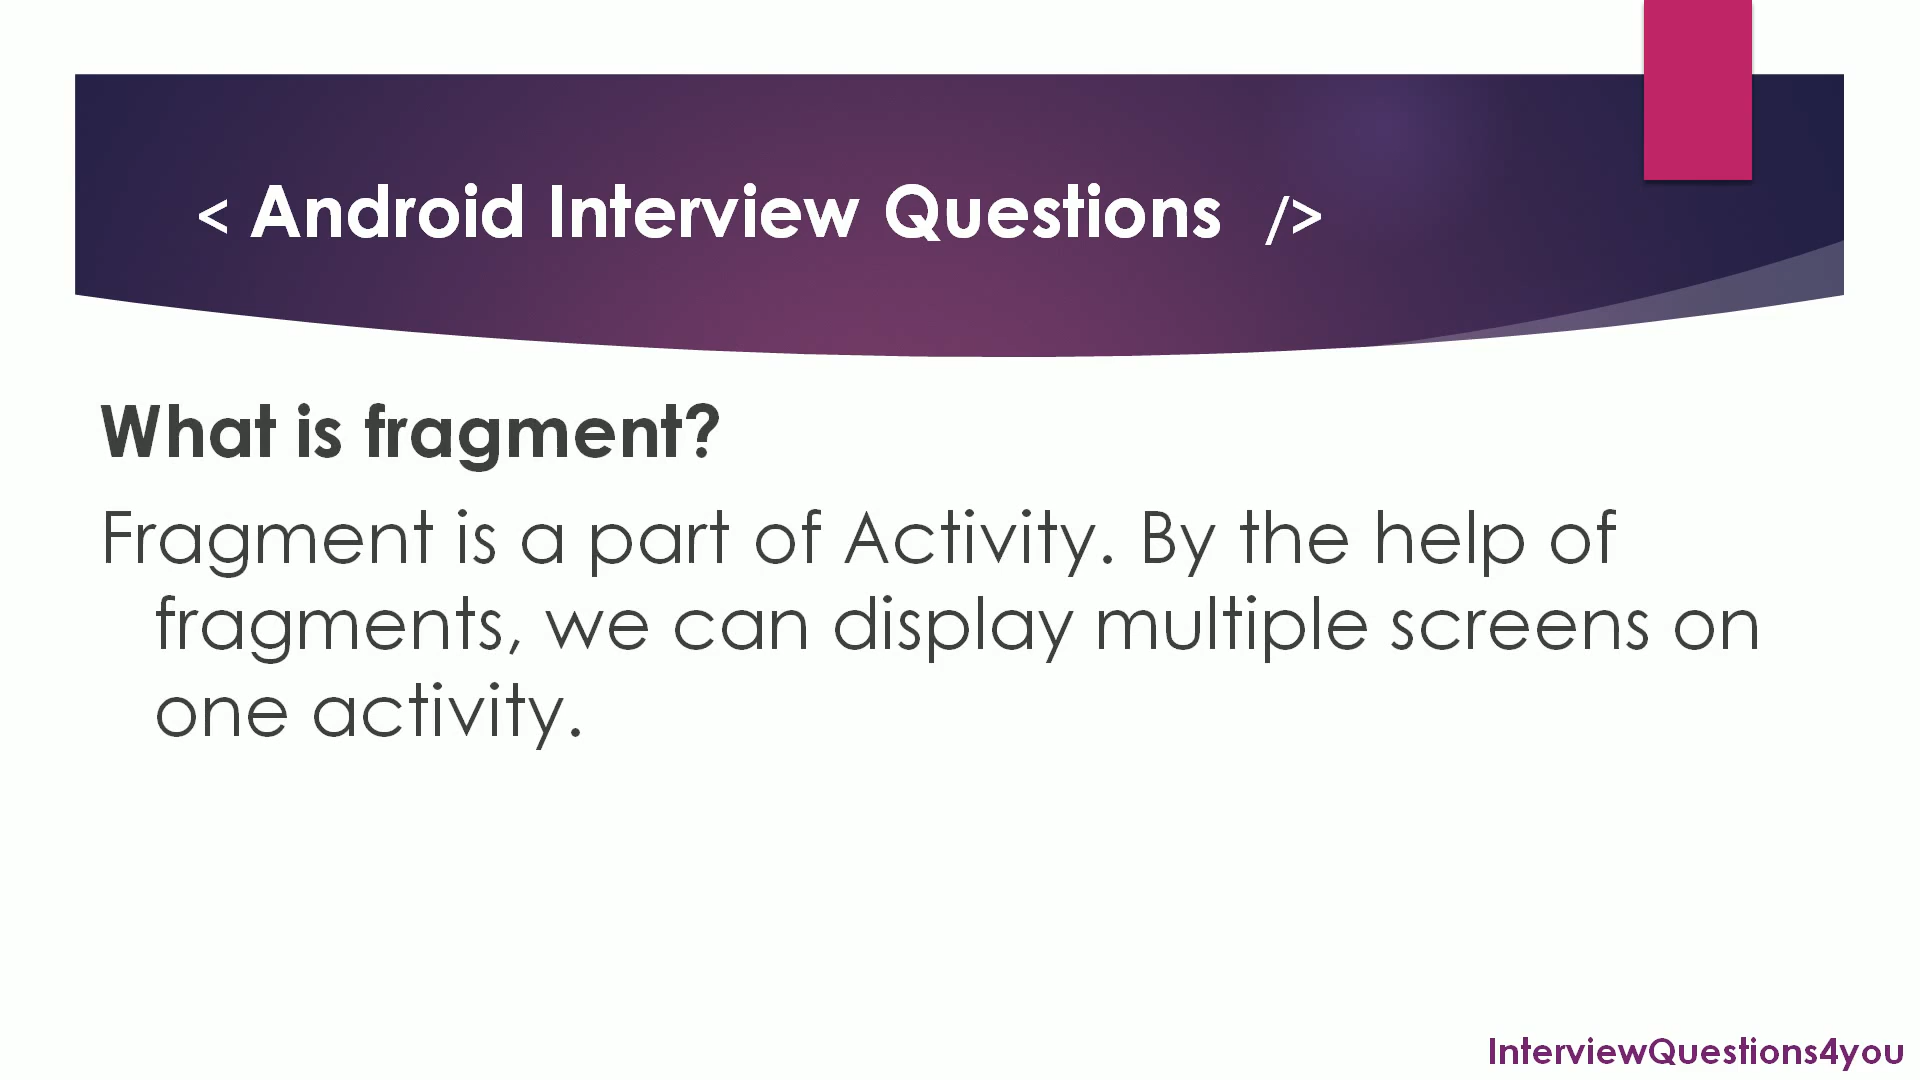 < Android Interview Questions />
What is fragment?
Fragment is a part of Activity. By the help of
fragments, we can display multiple screens on
one activity.
InterviewQuestions4you